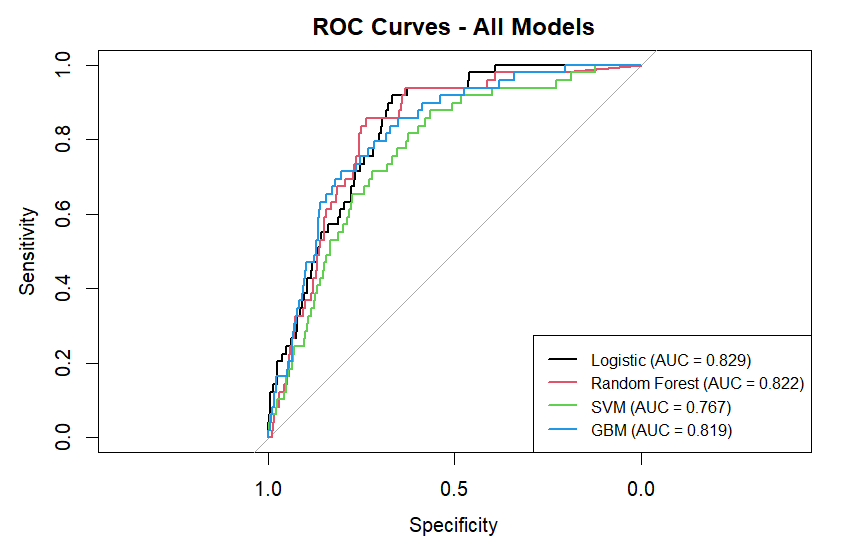 ROC Curves - All Models
Sensitivity
1.0
0.8
0.6
0.4
0.2
0.0
Logistic (AUC = 0.829)
Random Forest (AUC = 0.822)
SVM (AUC = 0.767)
GBM (AUC = 0.819)
1.0 0.5 0.0
Specificity